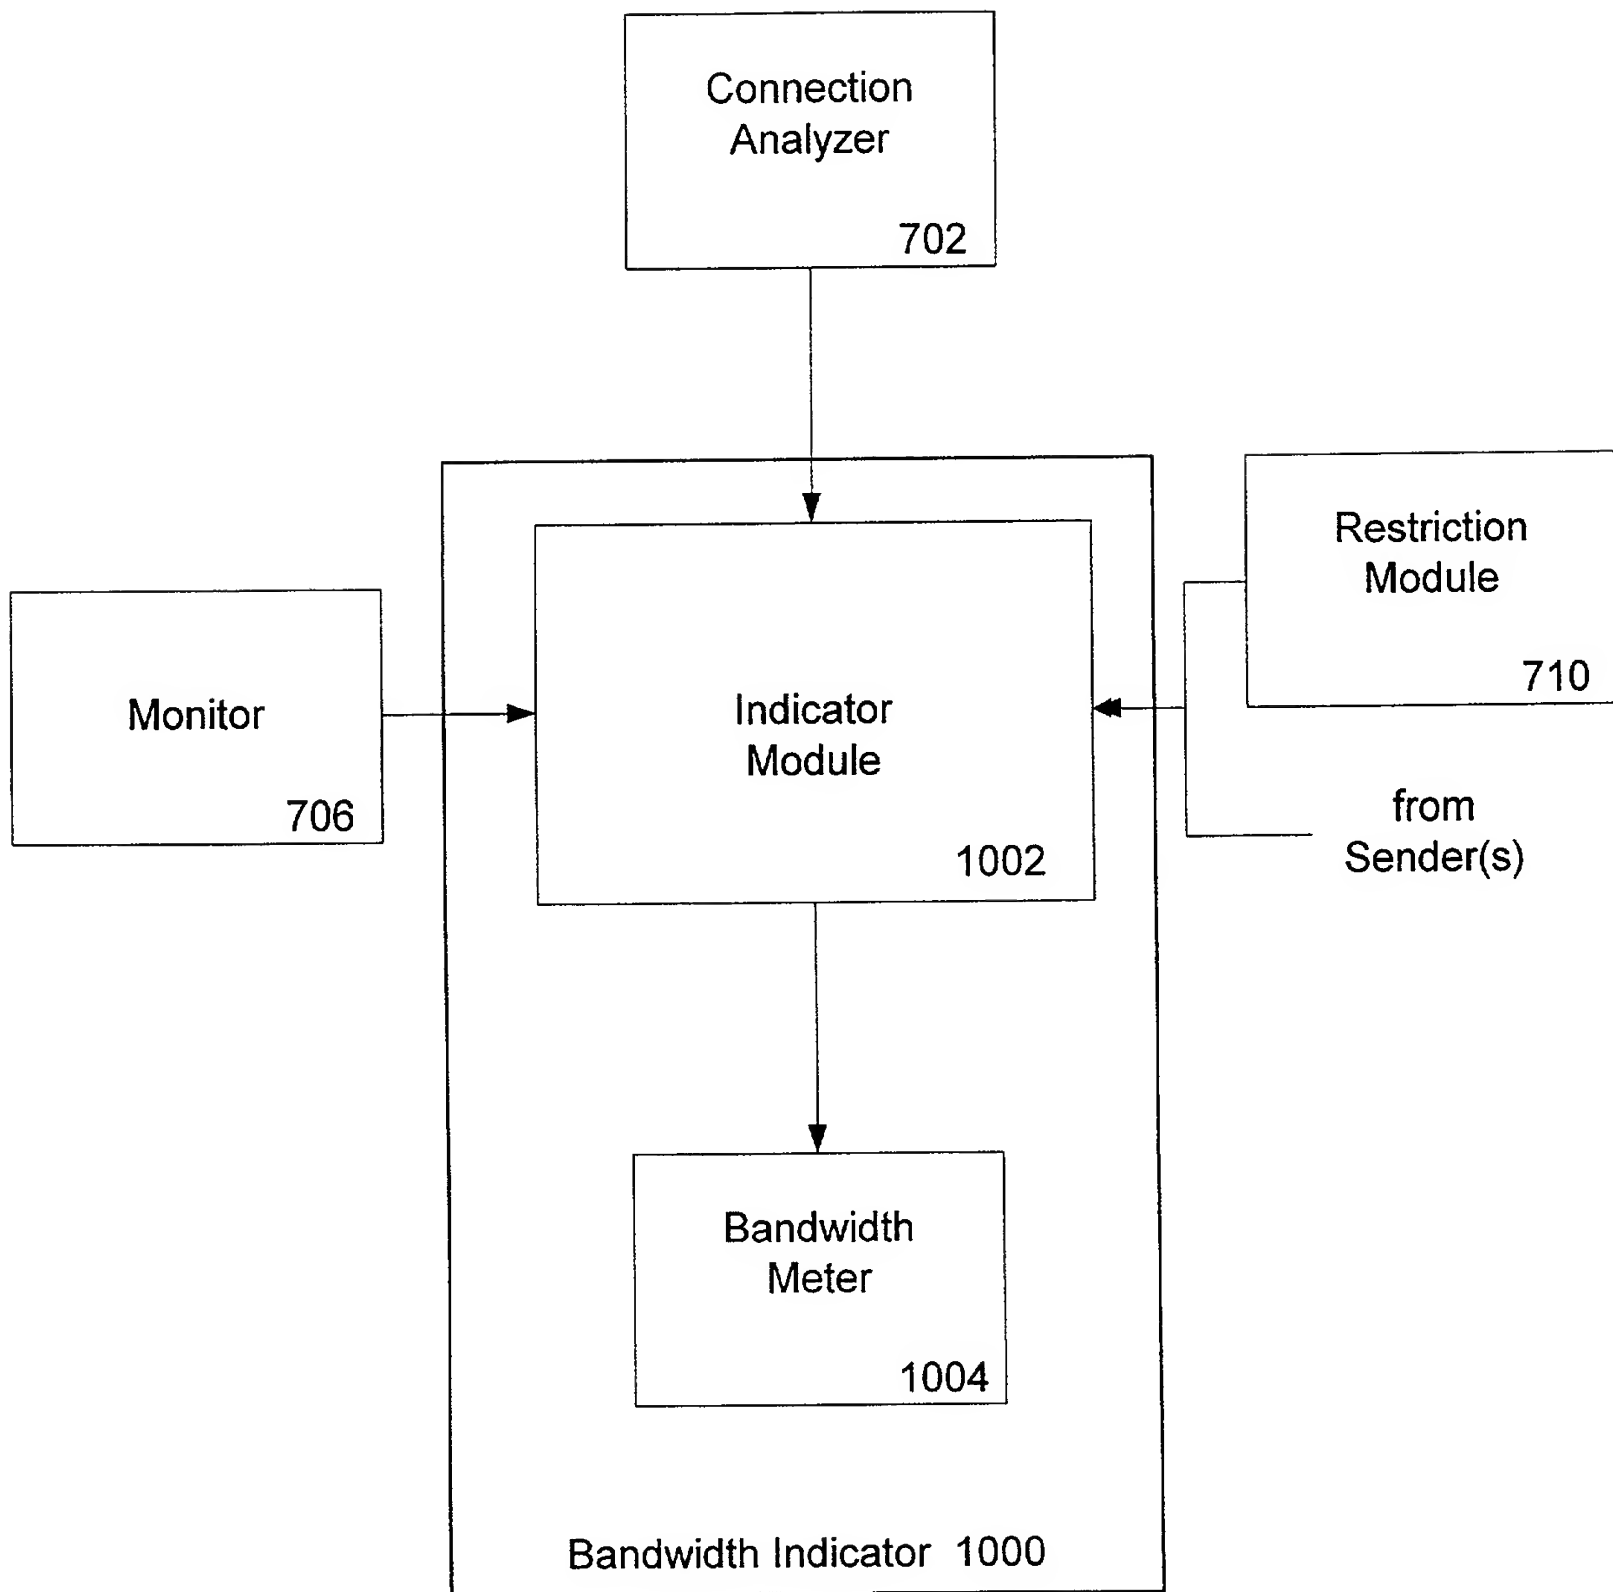 Connection
Analyzer
702
Restriction
Module
710
Monitor
706
Indicator
Module
1002
from
Sender(s)
Bandwidth
Meter
1004
Bandwidth Indicator 1000